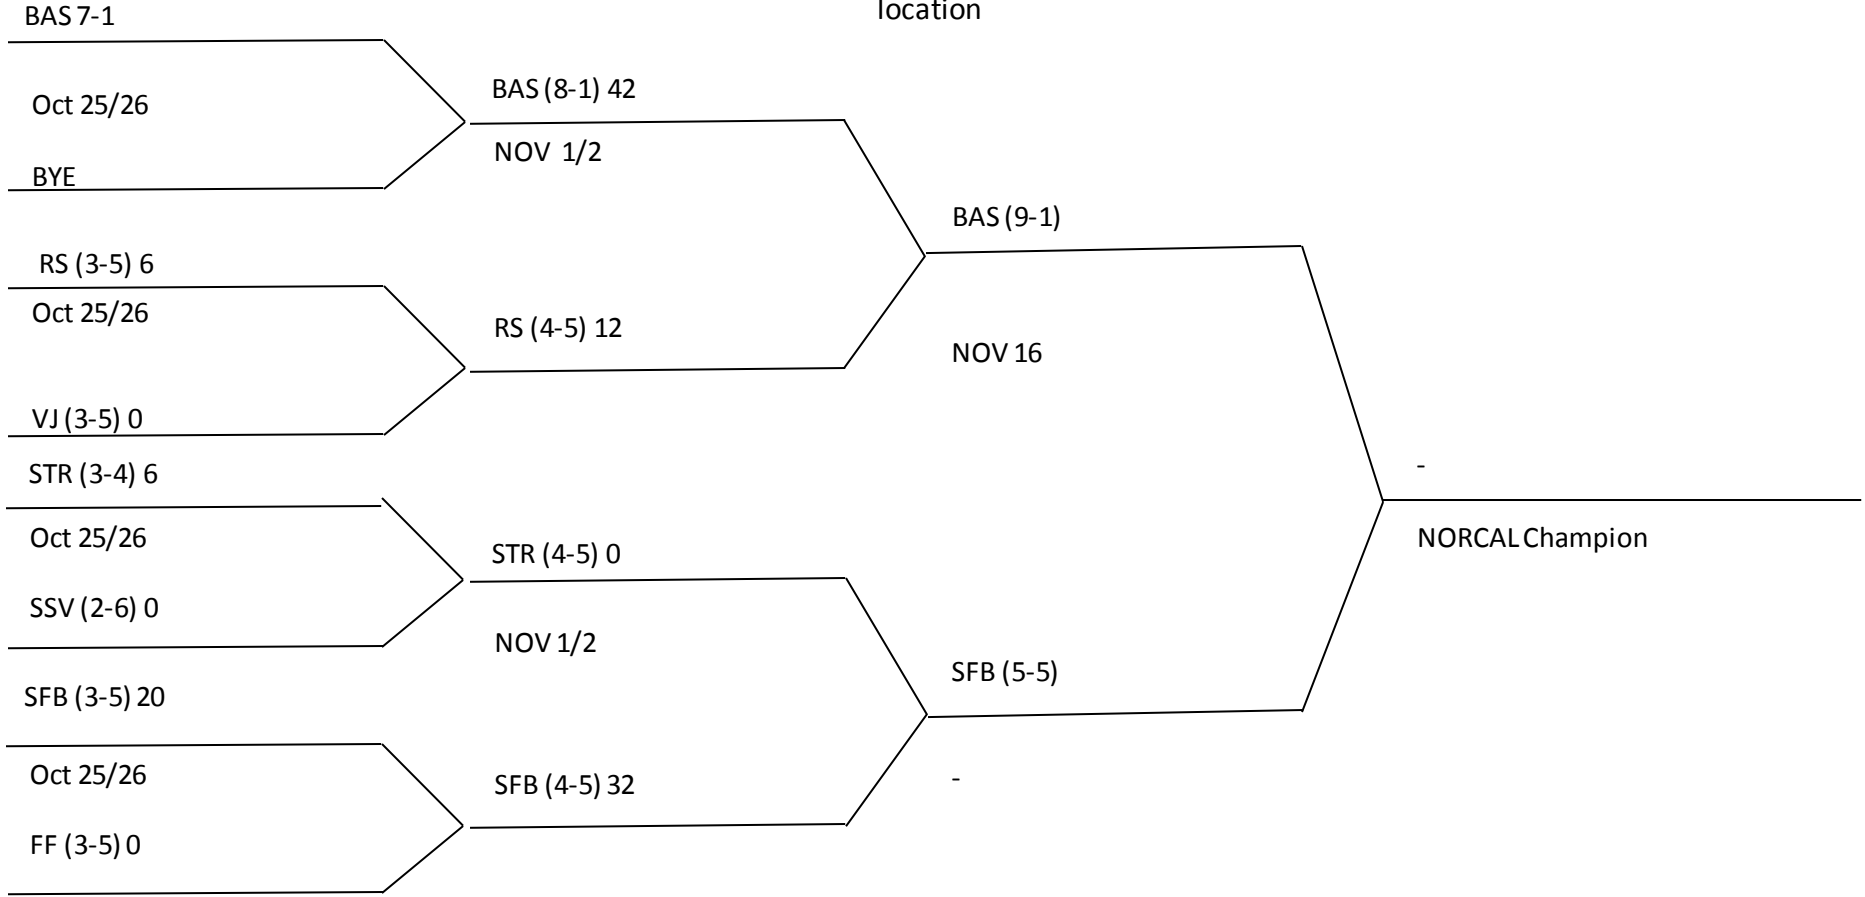 location
BAS 7-1
Oct 25/26
BYE
RS (3-5) 6
Oct 25/26
VJ (3-5) 0
STR (3-4) 6
Oct 25/26
SSV (2-6) 0
SFB (3-5) 20
Oct 25/26
FF (3-5) 0
BAS (8-1) 42
NOV 1/2
RS (4-5) 12
STR (4-5) 0
NOV 1/2
SFB (4-5) 32
BAS (9-1)
NOV 16
SFB (5-5)
-
-
NORCAL Champion